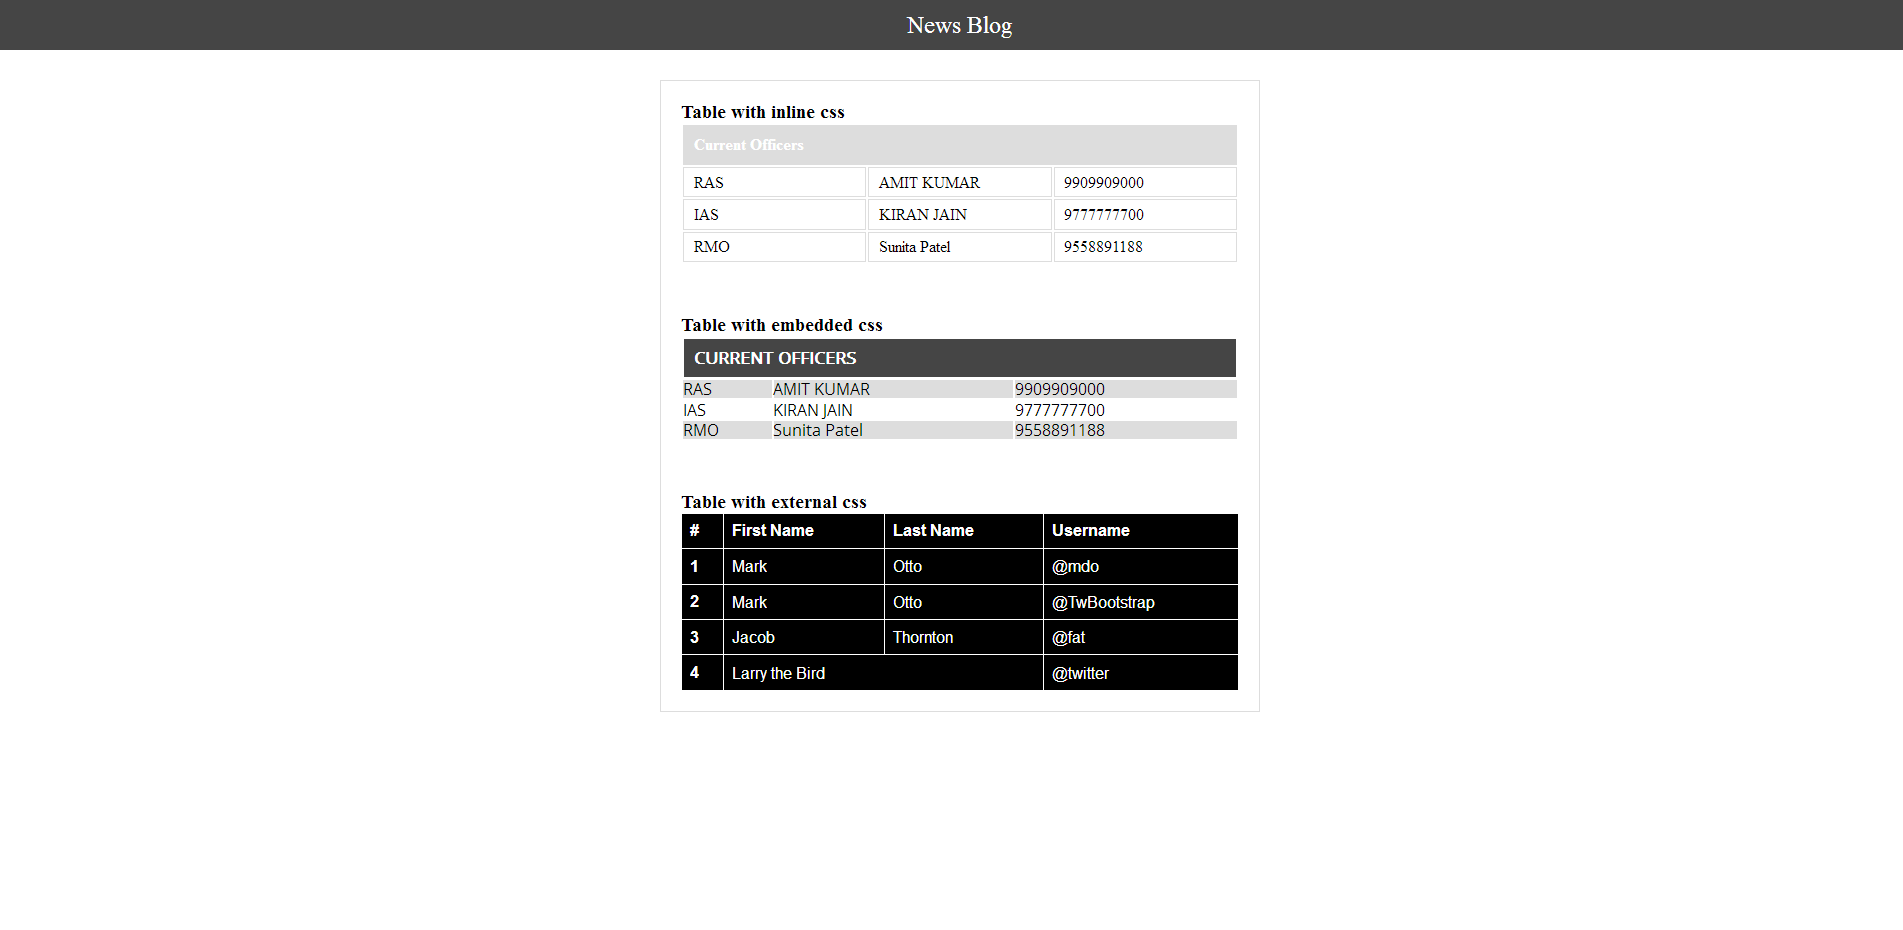 News Blog
Table with inline css
Current Officers
RAS AMIT KUMAR 9909909000
IAS KIRAN JAIN 9777777700
RMO Sunita Patel 9558891188
Table with embedded css
CURRENT OFFICERS
RAS AMIT KUMAR 9909909000
IAS KIRAN JAIN 9777777700
RMO Sunita Patel 9558891188
Table with external css
# First Name Last Name Username
1 Mark Otto @mdo
2 Mark Otto @TwBootstrap
3 Jacob Thornton @fat
4 Larry the Bird @twitter